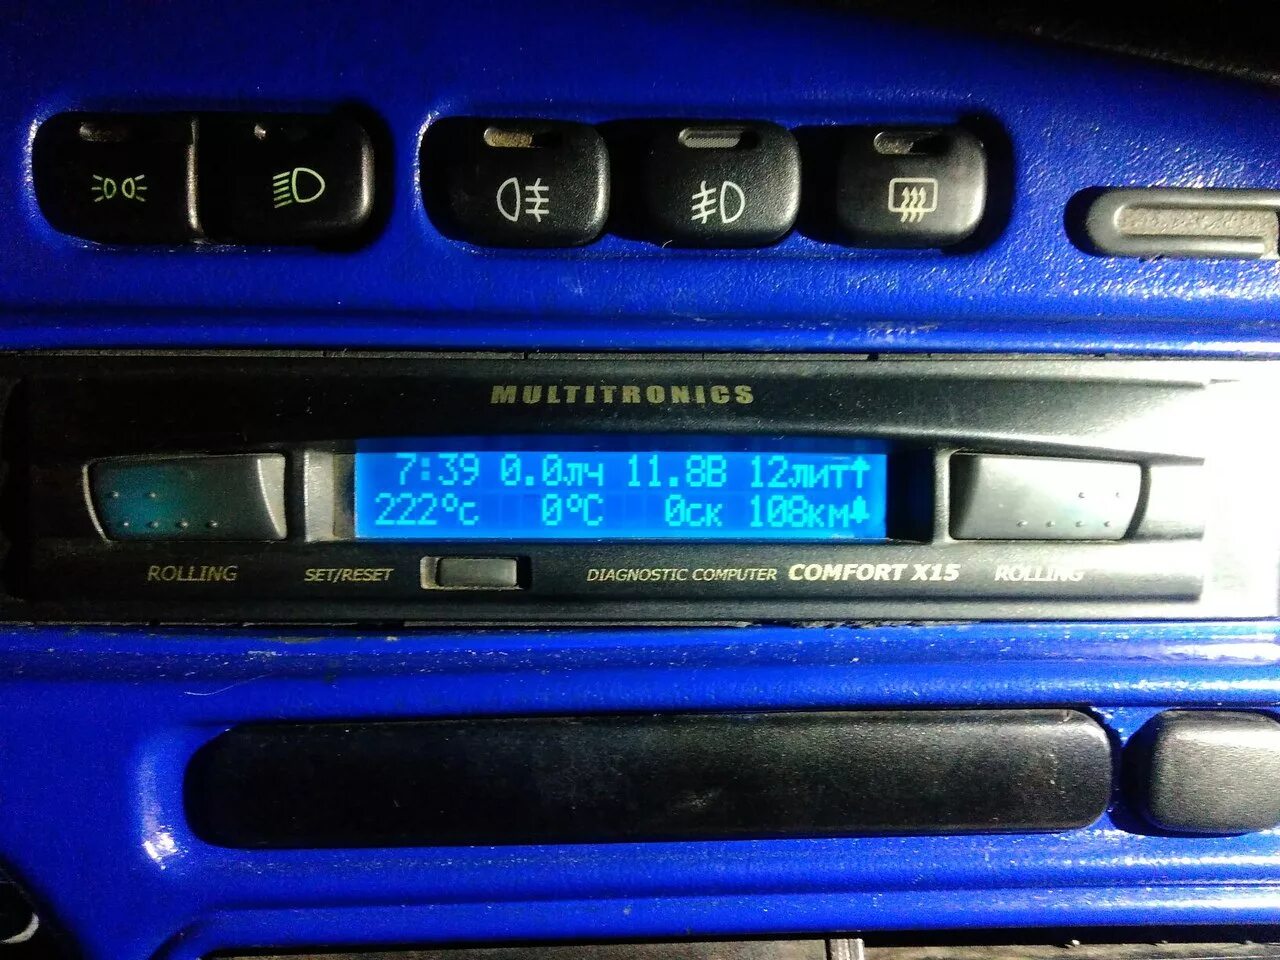 MULTITRONICS
7:39 0.0лч 11.8В 12лит↑
222°с 0°С 0ск 108км
ROLLING SET/RESET DIAGNOSTIC COMPUTER COMFORT X15 ROLLING